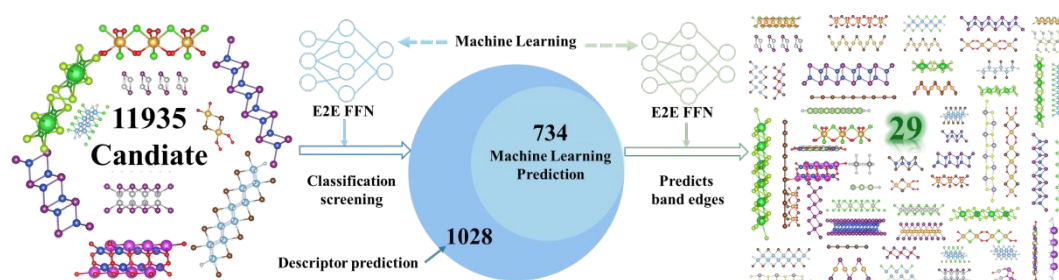 11935
Candiate
E2E FFN
Classification
screening
Machine Learning
734
Machine Learning
Prediction
1028
Descriptor prediction
E2E FFN
Predicts
band edges
29